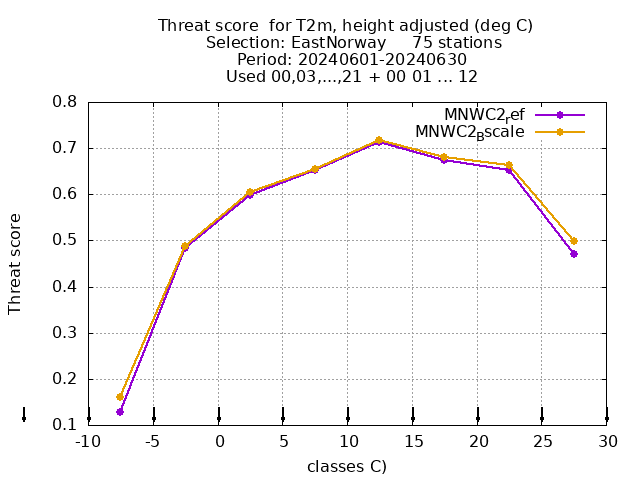 Threat score  for T2m, height adjusted (deg C)
Selection: EastNorway     75 stations
Period: 20240601-20240630
Used 00,03,...,21 + 00 01 ... 12
MNWC2ref
MNWC2Bscale
Threat score
0.8
0.7
0.6
0.5
0.4
0.3
0.2
0.1
-10 -5 0 5 10 15 20 25 30
classes C)